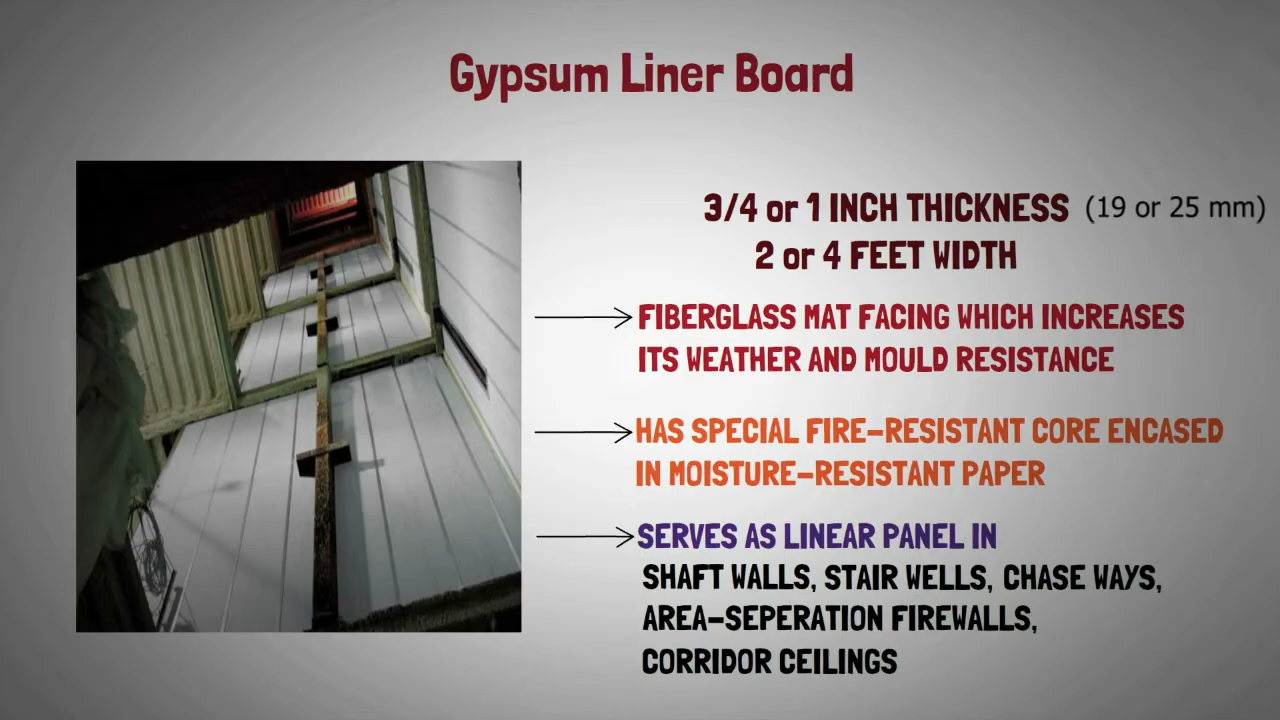 Gypsum Liner Board
3/4 or 1 INCH THICKNESS (19 or 25 mm)
2 or 4 FEET WIDTH
FIBERGLASS MAT FACING WHICH INCREASES
ITS WEATHER AND MOULD RESISTANCE
HAS SPECIAL FIRE-RESISTANT CORE ENCASED
IN MOISTURE-RESISTANT PAPER
SERVES AS LINEAR PANEL IN
SHAFT WALLS, STAIR WELLS, CHASE WAYS,
AREA-SEPERATION FIREWALLS,
CORRIDOR CEILINGS